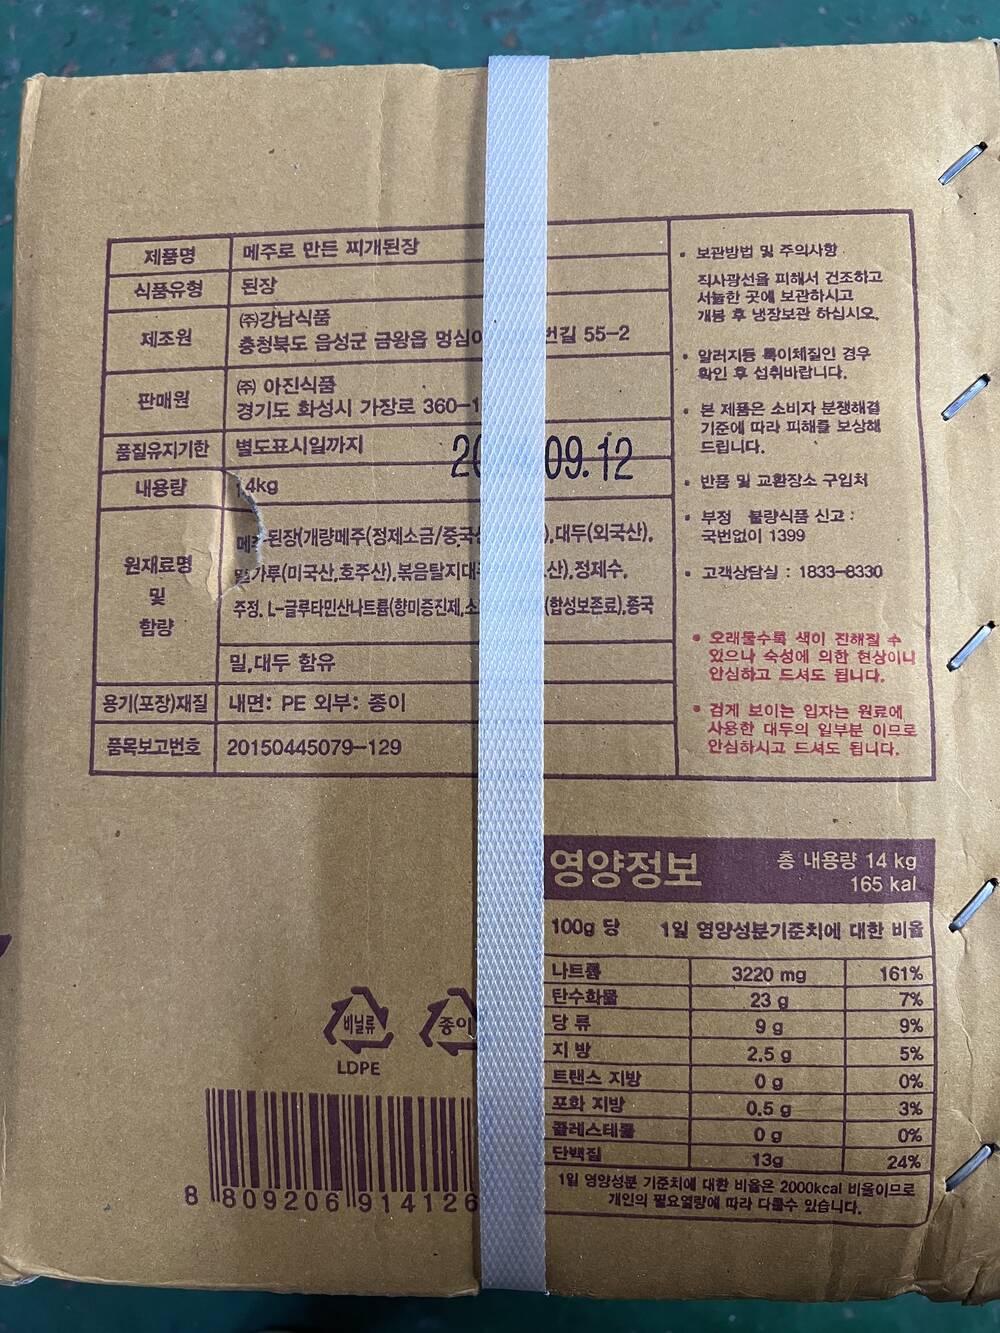 제품명 메주로 만든 찌개된장
식품유형 된장
제조원 ㈜강남식품
충청북도 음성군 금왕읍 멍심 번길 55-2
판매원 ㈜ 아진식품
경기도 화성시 가장로 360-1
품질유지기한 별도표시일까지
2 09.12
내용량 14kg
원재료명
및
함량
메주된장(개량메주(정제소금/중국 ),대두(외국산),
밀가루(미국산,호주산),볶음탈지대 산),정제수,
주정, L-글루타민산나트륨(향미증진제,소 (합성보존료),종국
밀,대두 함유
용기(포장)재질 내면: PE 외부: 종이
품목보고번호 20150445079-129
• 보관방법 및 주의사항
직사광선을 피해서 건조하고
서늘한 곳에 보관하시고
개봉 후 냉장보관 하십시오.
• 알러지등 특이체질인 경우
확인 후 섭취바랍니다.
• 본 제품은 소비자 분쟁해결
기준에 따라 피해를 보상해
드립니다.
• 반품 및 교환장소 구입처
• 부정 불량식품 신고 :
국번없이 1399
• 고객상담실 : 1833-8330
• 오래둘수록 색이 진해질 수
있으나 숙성에 의한 현상이니
안심하고 드셔도 됩니다.
• 검게 보이는 입자는 원료에
사용한 대두의 일부분 이므로
안심하시고 드셔도 됩니다.
영양정보 총 내용량 14 kg
165 kal
100g 당 1일 영양성분기준치에 대한 비율
나트륨 3220 mg 161%
탄수화물 23 g 7%
당 류 9 g 9%
지 방 2.5 g 5%
트랜스 지방 0 g 0%
포화 지방 0.5 g 3%
콜레스테롤 0 g 0%
단백질 13g 24%
1일 영양성분 기준치에 대한 비율은 2000kcal 비율이므로
개인의 필요열량에 따라 다를수 있습니다.
비닐류
LDPE
종이
8 809206 914126